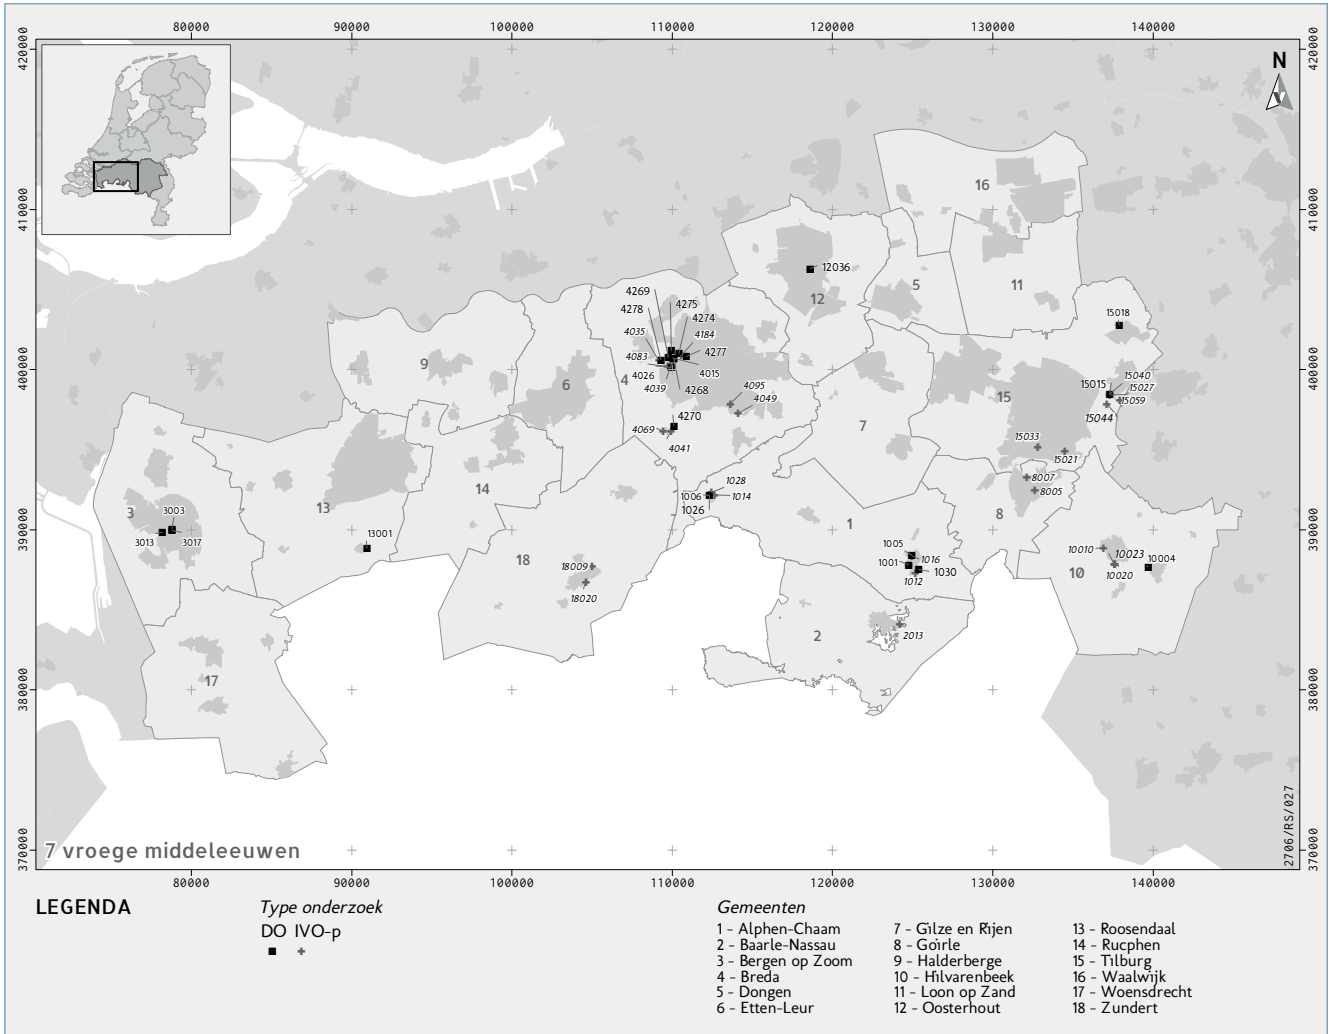 80000 90000 100000 110000 120000 130000 140000
420000 420000
N
410000 410000
400000 400000
390000 390000
380000 380000
370000 370000
16
12036
12
5
11
4269
4275
4278
4274
4035
4184
4083
4277
4026
4015
4039
4268
4
4095
4049
4270
4069
4041
15018
15040
15015
15027
15059
15044
15
15033
15021
9
6
7
8007
8005
8
14
13
3
3003
3013
3017
13001
1028
1006
1014
1026
1
1005
1016
1001
1030
1012
10010
10023
10004
10020
10
18
18009
18020
2
2013
17
7 vroege middeleeuwen
2706/RS/027
80000 90000 100000 110000 120000 130000 140000
LEGENDA
Type onderzoek
DO IVO-p
Gemeenten
1 - Alphen-Chaam
2 - Baarle-Nassau
3 - Bergen op Zoom
4 - Breda
5 - Dongen
6 - Etten-Leur
7 - Gilze en Rijen
8 - Goirle
9 - Halderberge
10 - Hilvarenbeek
11 - Loon op Zand
12 - Oosterhout
13 - Roosendaal
14 - Rucphen
15 - Tilburg
16 - Waalwijk
17 - Woensdrecht
18 - Zundert